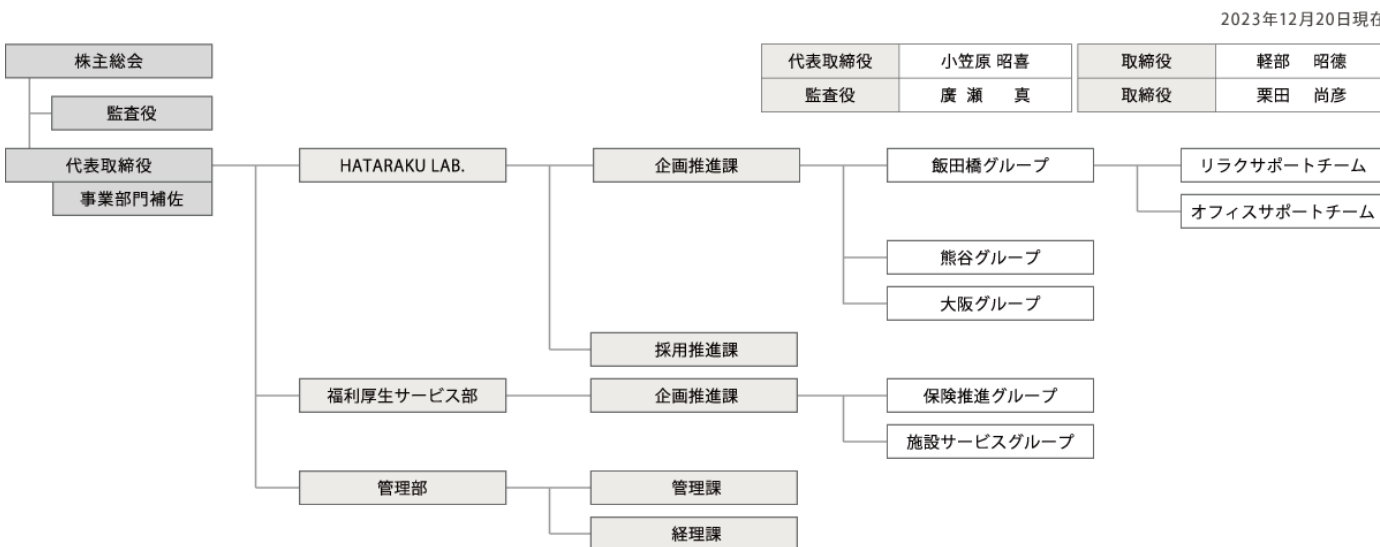 2023年12月20日現在
株主総会
代表取締役 小笠原 昭喜 取締役 軽部 昭徳
監査役 廣瀬 真 取締役 栗田 尚彦
監査役
代表取締役 HATARAKU LAB. 企画推進課 飯田橋グループ リラクサポートチーム
事業部門補佐
オフィスサポートチーム
熊谷グループ
大阪グループ
採用推進課
福利厚生サービス部 企画推進課 保険推進グループ
施設サービスグループ
管理部 管理課
経理課